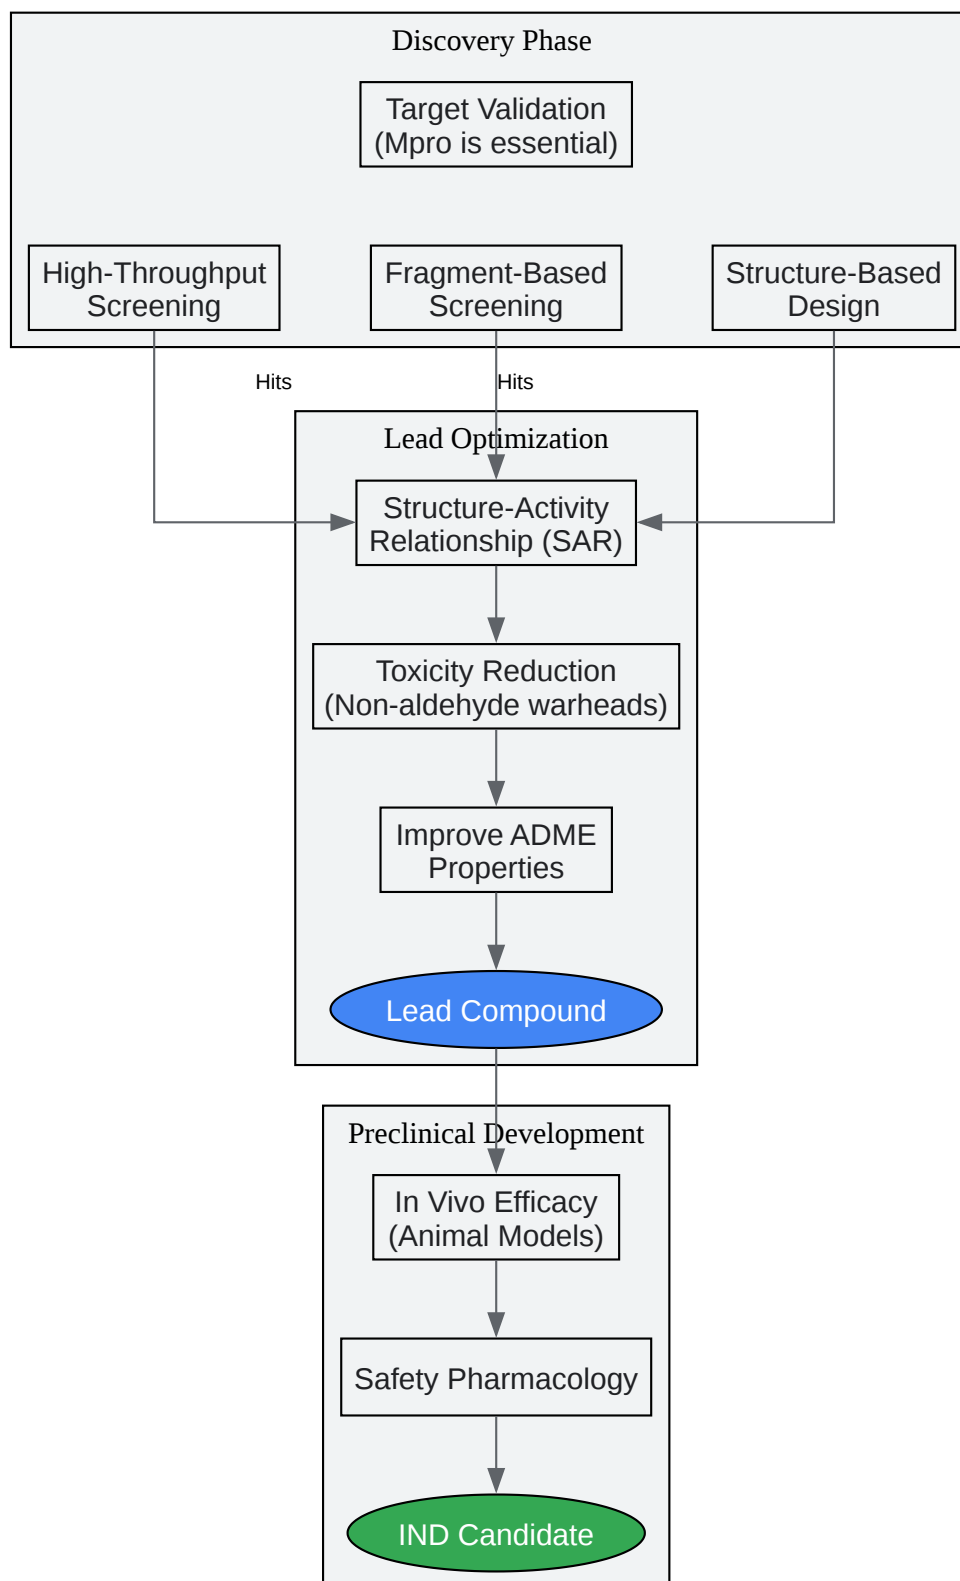 Discovery Phase
Target Validation
(Mpro is essential)
High-Throughput
Screening
Fragment-Based
Screening
Structure-Based
Design
Hits
Hits
Lead Optimization
Structure-Activity
Relationship (SAR)
Toxicity Reduction
(Non-aldehyde warheads)
Improve ADME
Properties
Lead Compound
Preclinical Development
In Vivo Efficacy
(Animal Models)
Safety Pharmacology
IND Candidate